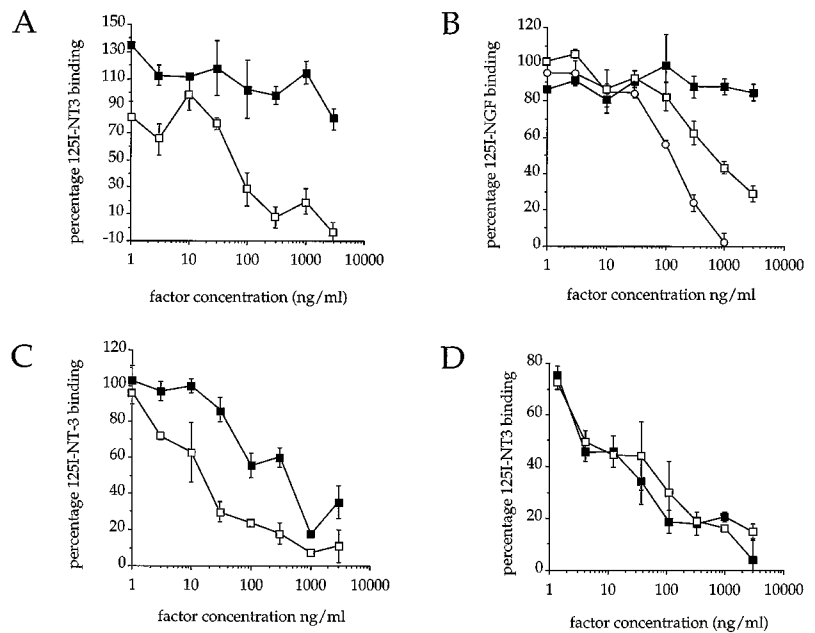 A
percentage 125I-NT3 binding
150
130
110
90
70
50
30
10
-10
1 10 100 1000 10000
factor concentration (ng/ml)
B
percentage 125I-NGF binding
120
100
80
60
40
20
0
1 10 100 1000 10000
factor concentration ng/ml
C
percentage 125I-NT-3 binding
120
100
80
60
40
20
0
1 10 100 1000 10000
factor concentration ng/ml
D
percentage 125I-NT3 binding
80
60
40
20
0
1 10 100 1000 10000
factor concentration (ng/ml)